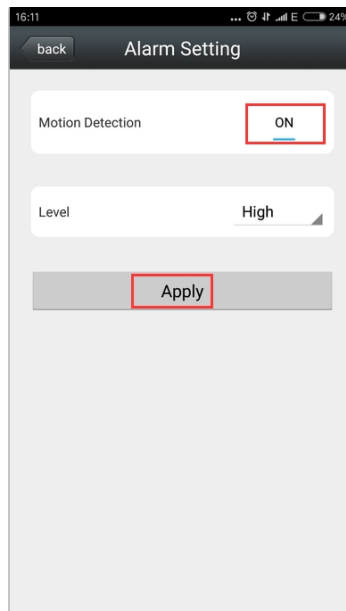 16:11 ... E 24%
back Alarm Setting
Motion Detection ON
Level High
Apply